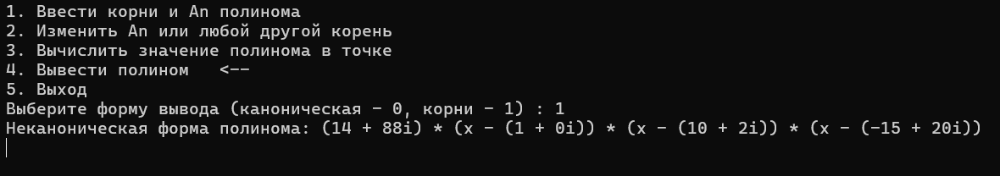 1. Ввести корни и An полинома
2. Изменить An или любой другой корень
3. Вычислить значение полинома в точке
4. Вывести полином   <--
5. Выход
Выберите форму вывода (каноническая - 0, корни - 1) : 1
Неканоническая форма полинома: (14 + 88i) * (x - (1 + 0i)) * (x - (10 + 2i)) * (x - (-15 + 20i))